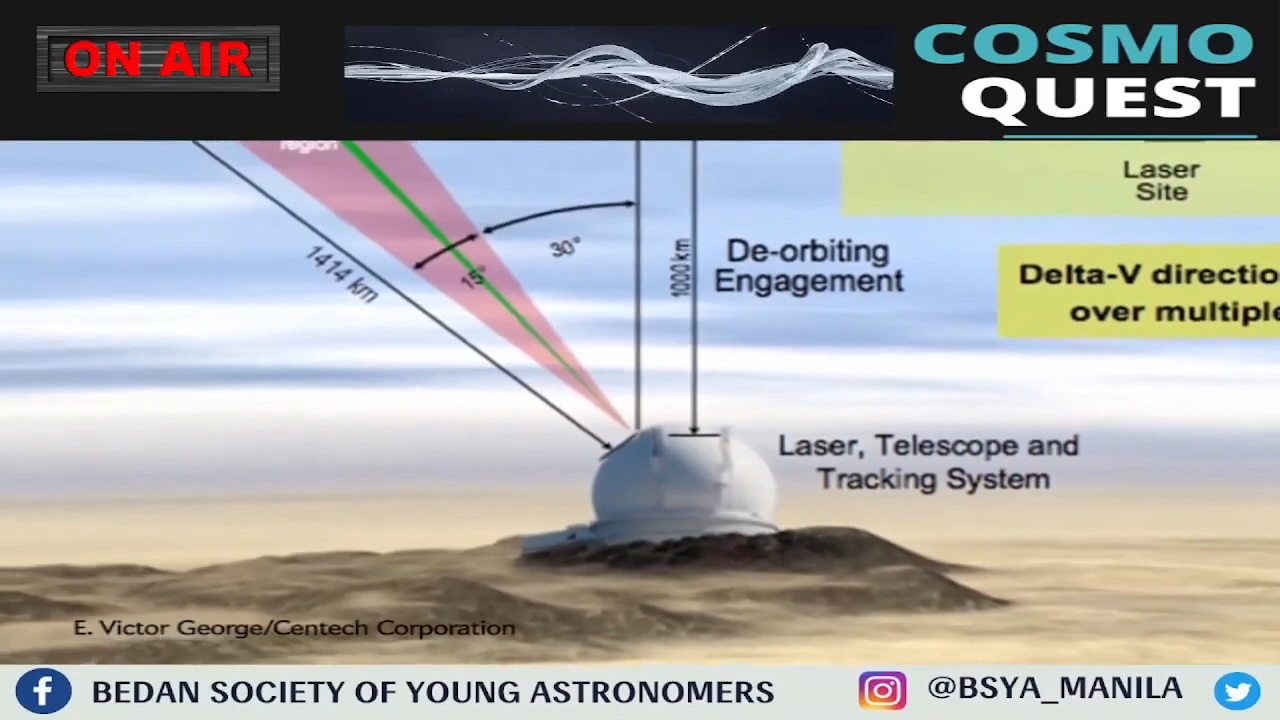 ON AIR
COSMO
QUEST
region
Laser
Site
1414 km
15°
30°
1000 km
De-orbiting
Engagement
Delta-V directio
over multiple
Laser, Telescope and
Tracking System
E. Victor George/Centech Corporation
BEDAN SOCIETY OF YOUNG ASTRONOMERS
@BSYA_MANILA